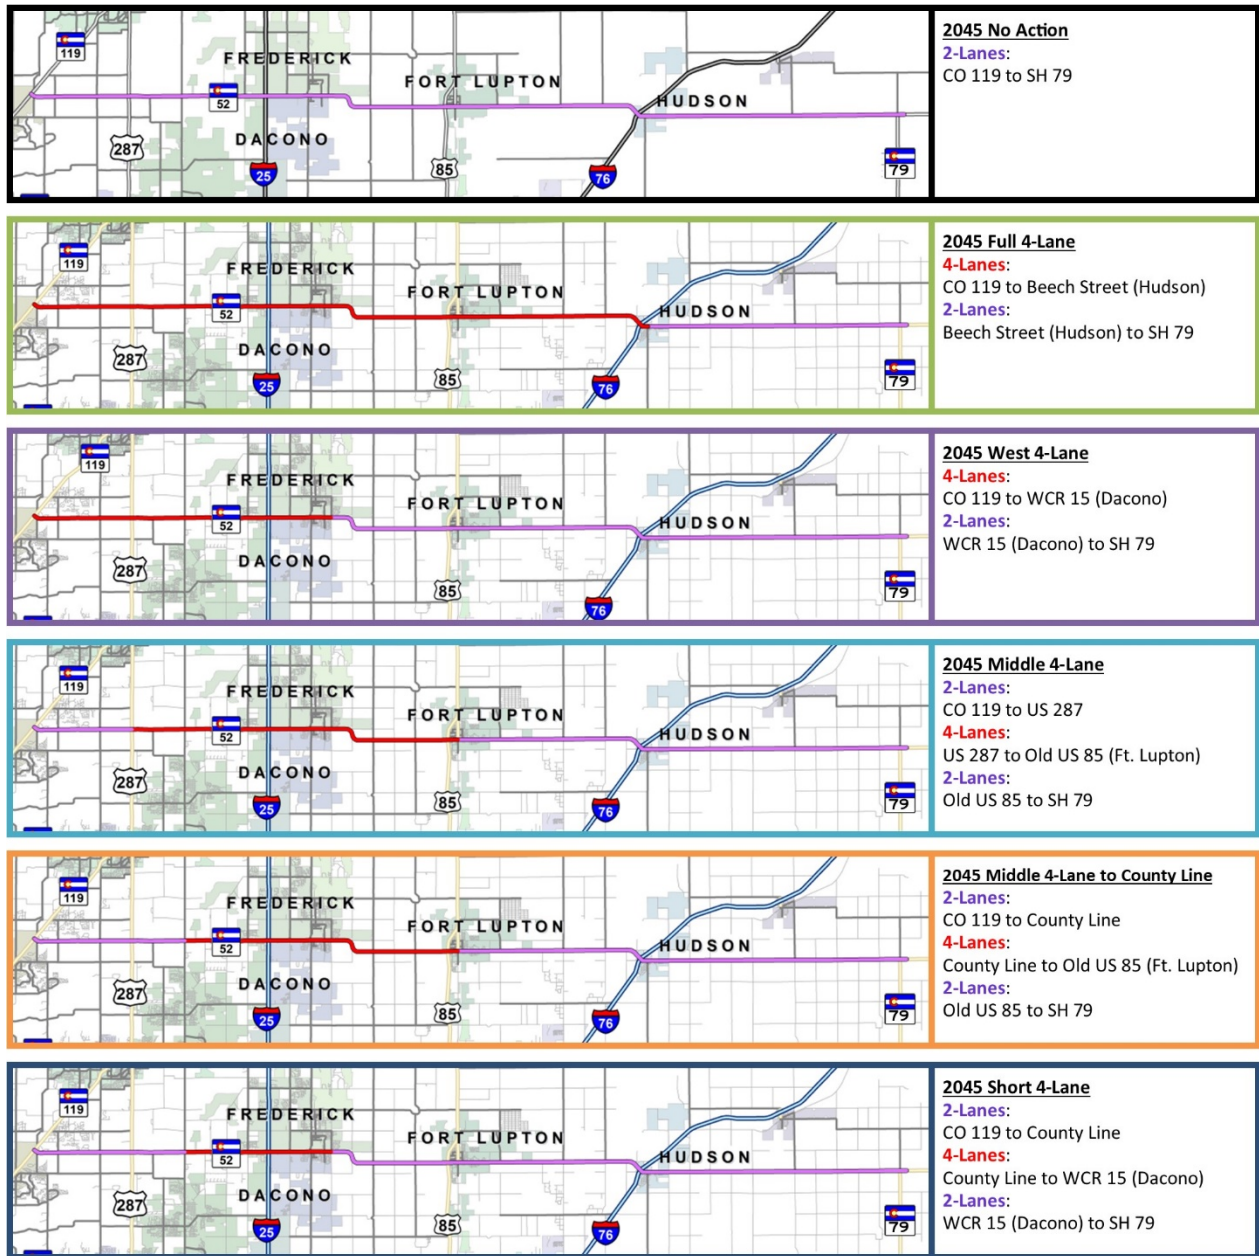 119
FREDERICK
FORT LUPTON
52
HUDSON
DACONO
287
25
85
76
79
2045 No Action
2-Lanes:
CO 119 to SH 79
119
FREDERICK
FORT LUPTON
52
HUDSON
DACONO
287
25
85
76
79
2045 Full 4-Lane
4-Lanes:
CO 119 to Beech Street (Hudson)
2-Lanes:
Beech Street (Hudson) to SH 79
119
FREDERICK
FORT LUPTON
52
HUDSON
DACONO
287
25
85
76
79
2045 West 4-Lane
4-Lanes:
CO 119 to WCR 15 (Dacono)
2-Lanes:
WCR 15 (Dacono) to SH 79
119
FREDERICK
FORT LUPTON
52
HUDSON
DACONO
287
25
85
76
79
2045 Middle 4-Lane
2-Lanes:
CO 119 to US 287
4-Lanes:
US 287 to Old US 85 (Ft. Lupton)
2-Lanes:
Old US 85 to SH 79
119
FREDERICK
FORT LUPTON
52
HUDSON
DACONO
287
25
85
76
79
2045 Middle 4-Lane to County Line
2-Lanes:
CO 119 to County Line
4-Lanes:
County Line to Old US 85 (Ft. Lupton)
2-Lanes:
Old US 85 to SH 79
119
FREDERICK
FORT LUPTON
52
HUDSON
DACONO
287
25
85
76
79
2045 Short 4-Lane
2-Lanes:
CO 119 to County Line
4-Lanes:
County Line to WCR 15 (Dacono)
2-Lanes:
WCR 15 (Dacono) to SH 79